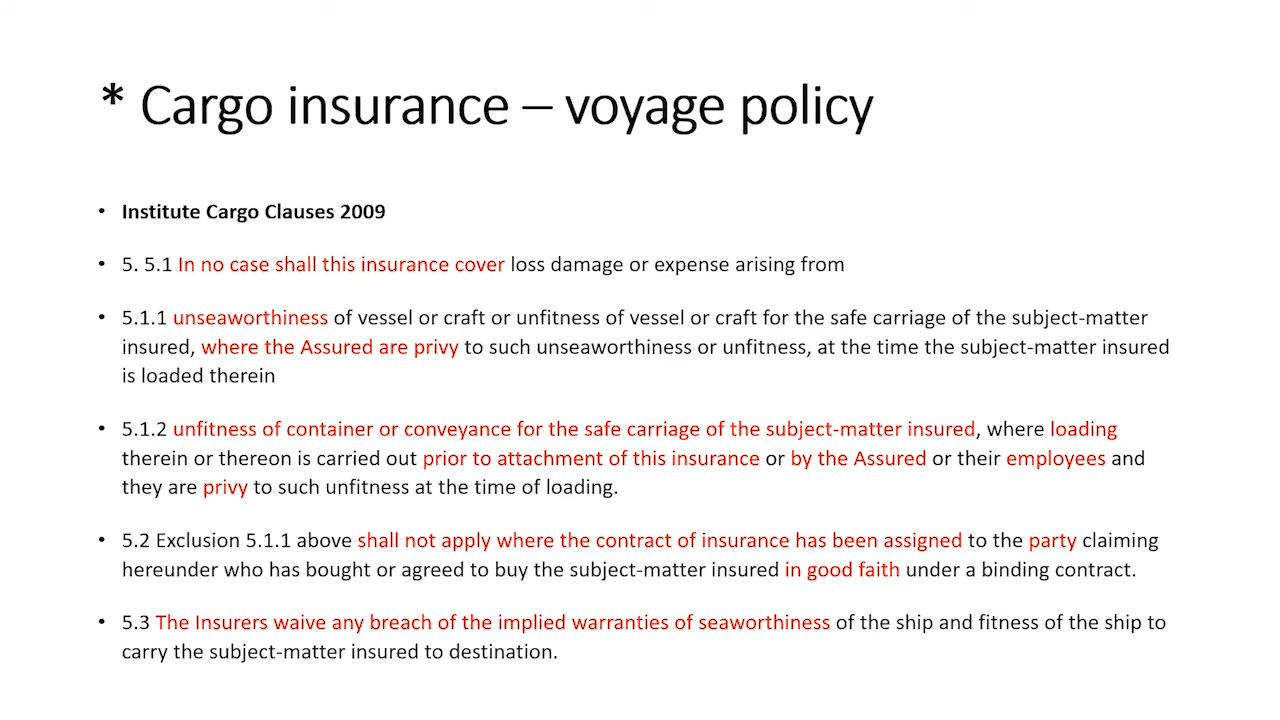 * Cargo insurance – voyage policy
• Institute Cargo Clauses 2009
• 5. 5.1 In no case shall this insurance cover loss damage or expense arising from
• 5.1.1 unseaworthiness of vessel or craft or unfitness of vessel or craft for the safe carriage of the subject-matter
insured, where the Assured are privy to such unseaworthiness or unfitness, at the time the subject-matter insured
is loaded therein
• 5.1.2 unfitness of container or conveyance for the safe carriage of the subject-matter insured, where loading
therein or thereon is carried out prior to attachment of this insurance or by the Assured or their employees and
they are privy to such unfitness at the time of loading.
• 5.2 Exclusion 5.1.1 above shall not apply where the contract of insurance has been assigned to the party claiming
hereunder who has bought or agreed to buy the subject-matter insured in good faith under a binding contract.
• 5.3 The Insurers waive any breach of the implied warranties of seaworthiness of the ship and fitness of the ship to
carry the subject-matter insured to destination.